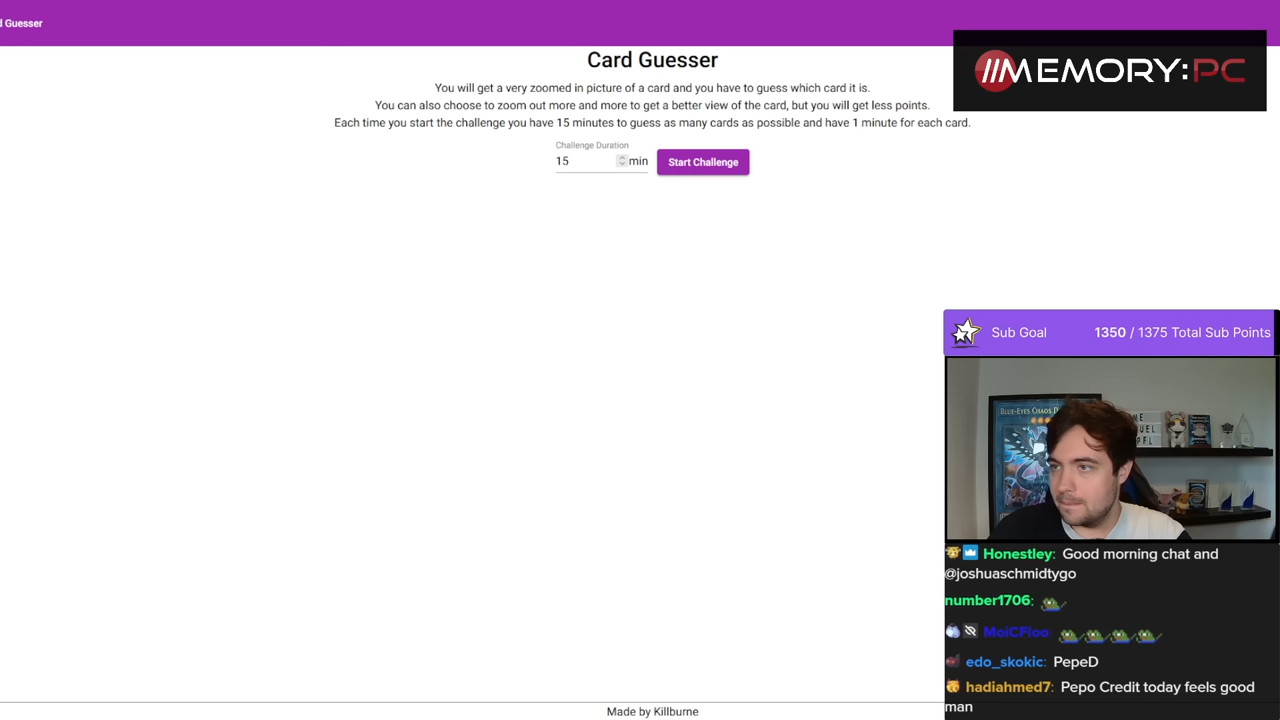 d Guesser
Card Guesser
You will get a very zoomed in picture of a card and you have to guess which card it is.
You can also choose to zoom out more and more to get a better view of the card, but you will get less points.
Each time you start the challenge you have 15 minutes to guess as many cards as possible and have 1 minute for each card.
Challenge Duration
15 min
Start Challenge
MEMORY:PC
Sub Goal 1350 / 1375 Total Sub Points
BLUE-EYES CHAOS D
Honestley: Good morning chat and
@joshuaschmidtygo
number1706:
MalCFloo:
edo_skokic: PepeD
hadiahmed7: Pepo Credit today feels good
man
Made by Killburne